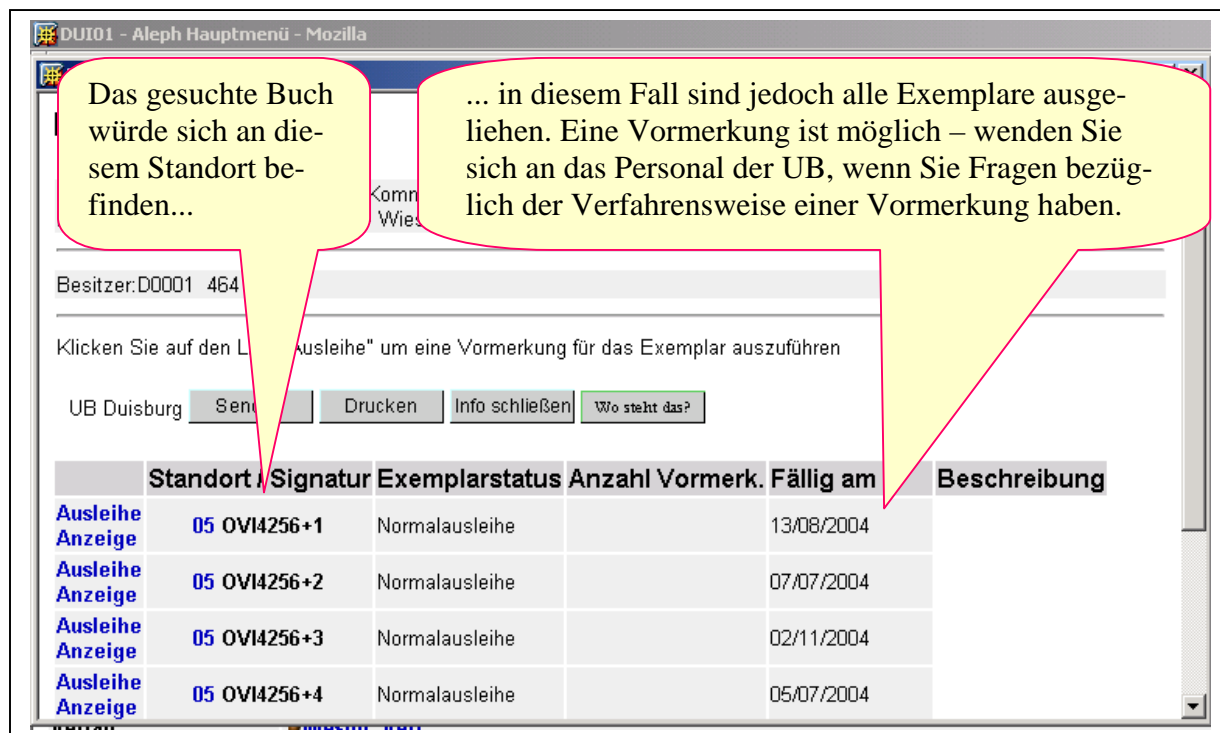 DUI01 - Aleph Hauptmenü - Mozilla
Das gesuchte Buch
würde sich an die-
sem Standort be-
finden...
... in diesem Fall sind jedoch alle Exemplare ausge-
liehen. Eine Vormerkung ist möglich – wenden Sie
sich an das Personal der UB, wenn Sie Fragen bezüg-
lich der Verfahrensweise einer Vormerkung haben.
Besitzer:D0001 464
Klicken Sie auf den "Ausleihe" um eine Vormerkung für das Exemplar auszuführen
UB Duisburg Drucken Info schließen Wo steht das?
Standort / Signatur Exemplarstatus Anzahl Vormerk. Fällig am Beschreibung
Ausleihe
Anzeige 05 OVI4256+1 Normalausleihe 13/08/2004
Ausleihe
Anzeige 05 OVI4256+2 Normalausleihe 07/07/2004
Ausleihe
Anzeige 05 OVI4256+3 Normalausleihe 02/11/2004
Ausleihe
Anzeige 05 OVI4256+4 Normalausleihe 05/07/2004